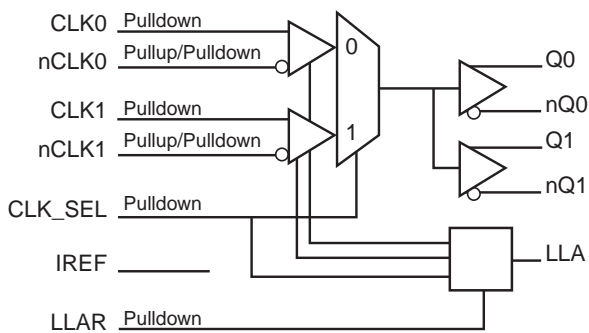 CLK0 Pulldown
nCLK0 Pullup/Pulldown
0
Q0
nQ0
CLK1 Pulldown
nCLK1 Pullup/Pulldown
1
Q1
nQ1
CLK_SEL Pulldown
IREF
LLA
LLAR Pulldown